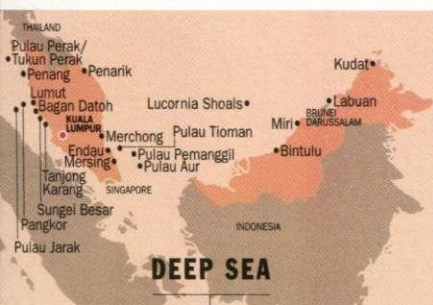 THAILAND
Pulau Perak/
Tukun Perak
Penang
Penarik
Kudat
Lumut
Bagan Datoh
Lucornia Shoals
Labuan
KUALA
LUMPUR
BRUNEI
DARUSSALAM
Miri
Merchong
Pulau Tioman
Endau
Pulau Pemanggil
Bintulu
Mersing
Pulau Aur
Tanjong
Karang
SINGAPORE
Sungei Besar
Pangkor
INDONESIA
Pulau Jarak
DEEP SEA